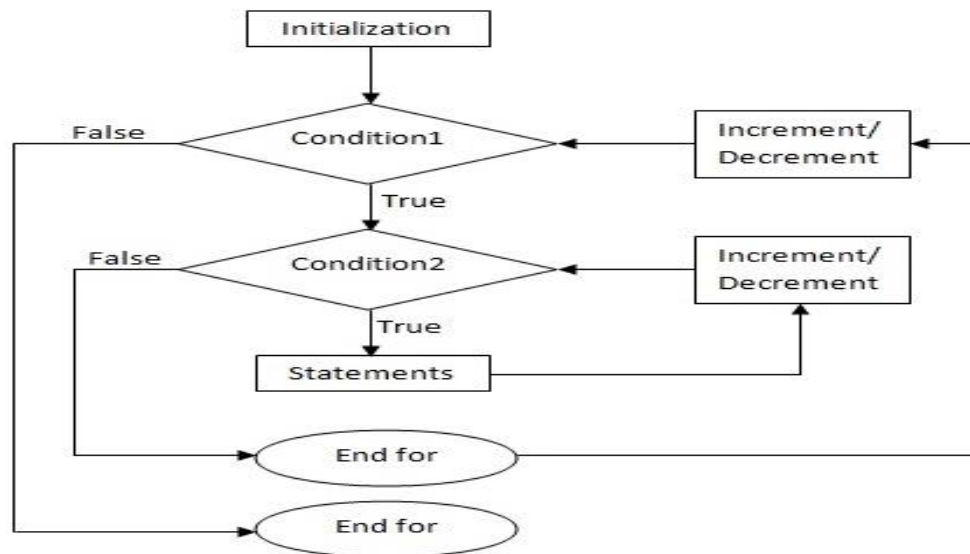 Initialization
False
Condition1
Increment/
Decrement
True
False
Condition2
Increment/
Decrement
True
Statements
End for
End for